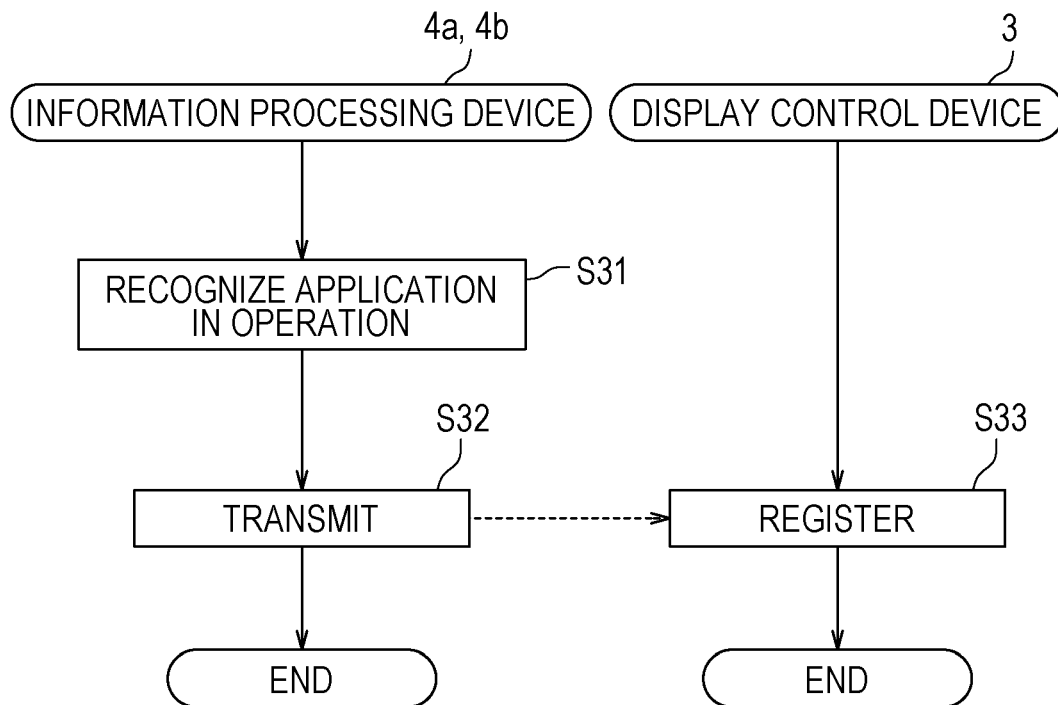 4a, 4b
3
INFORMATION PROCESSING DEVICE
DISPLAY CONTROL DEVICE
S31
RECOGNIZE APPLICATION
IN OPERATION
S32
S33
TRANSMIT
REGISTER
END
END